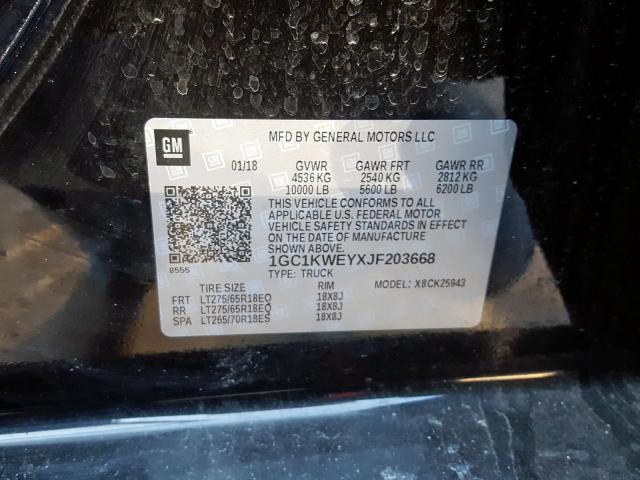 GM
MFD BY GENERAL MOTORS LLC
01/18 GVWR GAWR FRT GAWR RR
4536 KG 2540 KG 2812 KG
10000 LB 5600 LB 6200 LB
THIS VEHICLE CONFORMS TO ALL
APPLICABLE U.S. FEDERAL MOTOR
VEHICLE SAFETY STANDARDS IN EFFECT
ON THE DATE OF MANUFACTURE
SHOWN ABOVE.
8555
1GC1KWEYXJF203668
TYPE: TRUCK MODEL: X8CK25943
TIRE SIZE RIM
FRT LT275/65R18EO 18X8J
RR LT275/65R18EO 18X8J
SPA LT265/70R18ES 18X8J